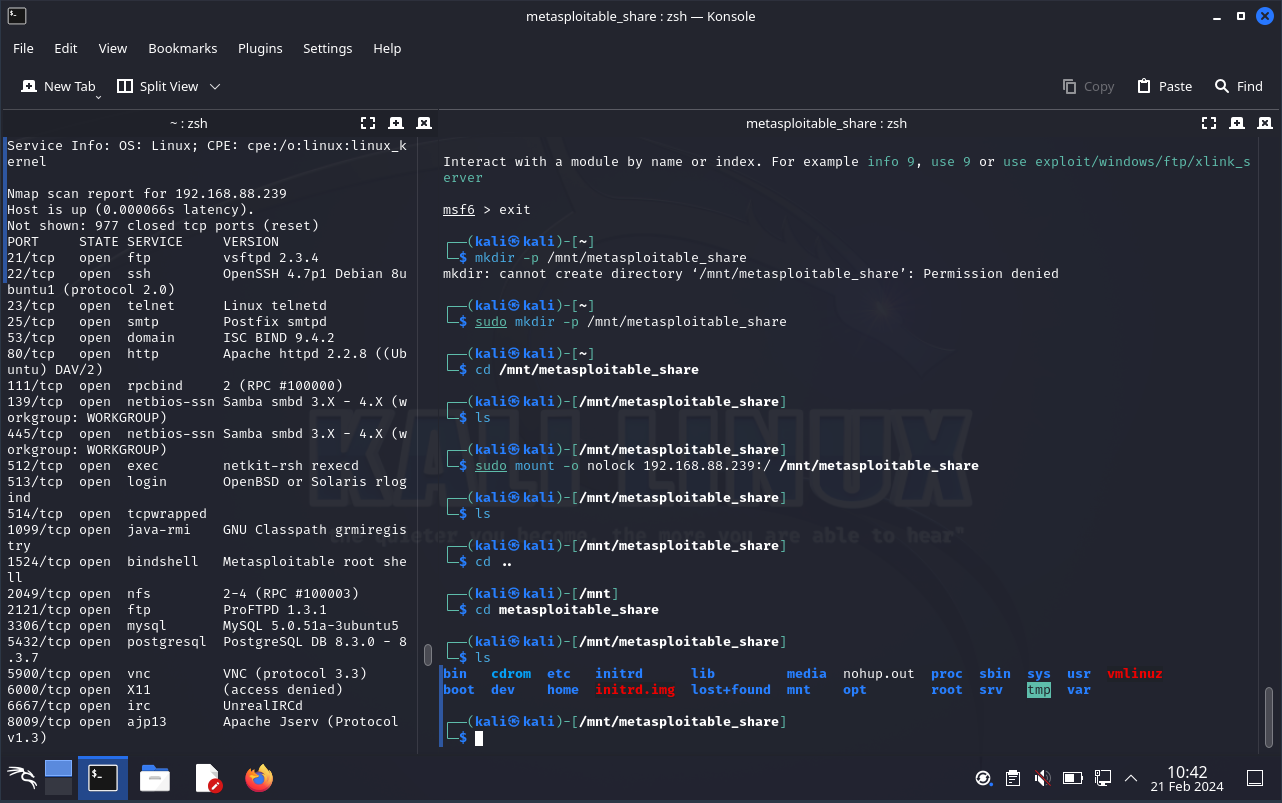 metasploitable_share : zsh — Konsole
File Edit View Bookmarks Plugins Settings Help
New Tab Split View Copy Paste Find
~ : zsh
Service Info: OS: Linux; CPE: cpe:/o:linux:linux_k
ernel
Nmap scan report for 192.168.88.239
Host is up (0.000066s latency).
Not shown: 977 closed tcp ports (reset)
PORT STATE SERVICE VERSION
21/tcp open ftp vsftpd 2.3.4
22/tcp open ssh OpenSSH 4.7p1 Debian 8u
buntu1 (protocol 2.0)
23/tcp open telnet Linux telnetd
25/tcp open smtp Postfix smtpd
53/tcp open domain ISC BIND 9.4.2
80/tcp open http Apache httpd 2.2.8 ((Ub
untu) DAV/2)
111/tcp open rpcbind 2 (RPC #100000)
139/tcp open netbios-ssn Samba smbd 3.X - 4.X (w
orkgroup: WORKGROUP)
445/tcp open netbios-ssn Samba smbd 3.X - 4.X (w
orkgroup: WORKGROUP)
512/tcp open exec netkit-rsh rexecd
513/tcp open login OpenBSD or Solaris rlog
ind
514/tcp open tcpwrapped
1099/tcp open java-rmi GNU Classpath grmiregis
try
1524/tcp open bindshell Metasploitable root she
ll
2049/tcp open nfs 2-4 (RPC #100003)
2121/tcp open ftp ProFTPD 1.3.1
3306/tcp open mysql MySQL 5.0.51a-3ubuntu5
5432/tcp open postgresql PostgreSQL DB 8.3.0 - 8
.3.7
5900/tcp open vnc VNC (protocol 3.3)
6000/tcp open X11 (access denied)
6667/tcp open irc UnrealIRCd
8009/tcp open ajp13 Apache Jserv (Protocol
v1.3)
metasploitable_share : zsh
Interact with a module by name or index. For example info 9, use 9 or use exploit/windows/ftp/xlink_s
erver
msf6 > exit
┌──(kali㉿kali)-[~]
└─$ mkdir -p /mnt/metasploitable_share
mkdir: cannot create directory ‘/mnt/metasploitable_share’: Permission denied
┌──(kali㉿kali)-[~]
└─$ sudo mkdir -p /mnt/metasploitable_share
┌──(kali㉿kali)-[~]
└─$ cd /mnt/metasploitable_share
┌──(kali㉿kali)-[/mnt/metasploitable_share]
└─$ ls
┌──(kali㉿kali)-[/mnt/metasploitable_share]
└─$ sudo mount -o nolock 192.168.88.239:/ /mnt/metasploitable_share
┌──(kali㉿kali)-[/mnt/metasploitable_share]
└─$ ls
┌──(kali㉿kali)-[/mnt/metasploitable_share]
└─$ cd ..
┌──(kali㉿kali)-[/mnt]
└─$ cd metasploitable_share
┌──(kali㉿kali)-[/mnt/metasploitable_share]
└─$ ls
bin cdrom etc initrd lib media nohup.out proc sbin sys usr vmlinuz
boot dev home initrd.img lost+found mnt opt root srv tmp var
┌──(kali㉿kali)-[/mnt/metasploitable_share]
└─$
KALI LINUX
the quieter you become, the more you are able to hear"
10:42
21 Feb 2024